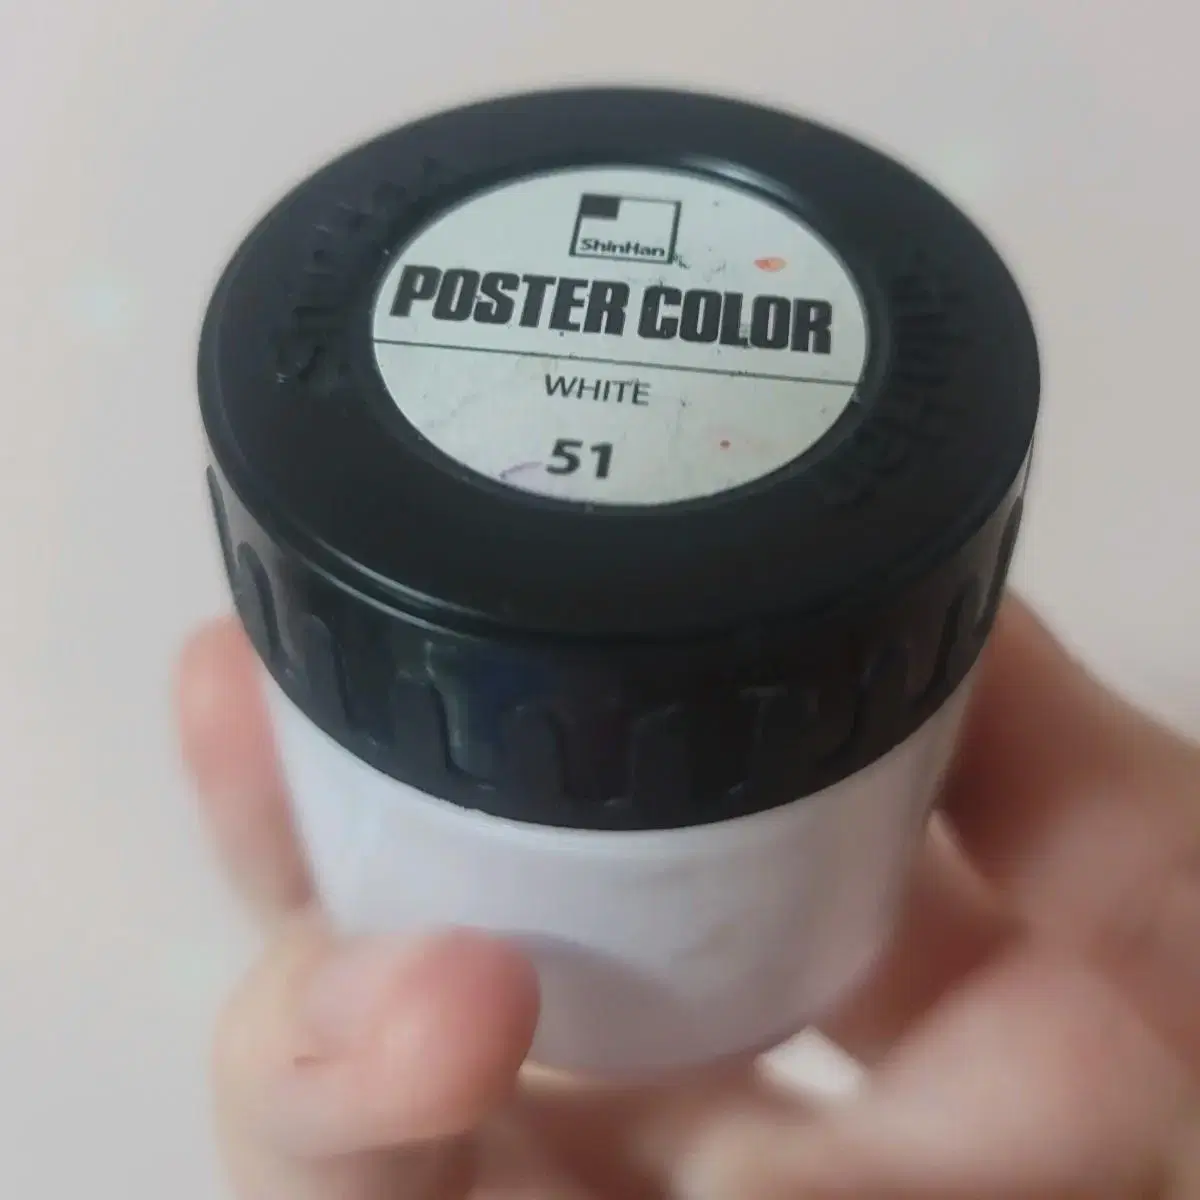 ShinHan
POSTER COLOR
WHITE
51